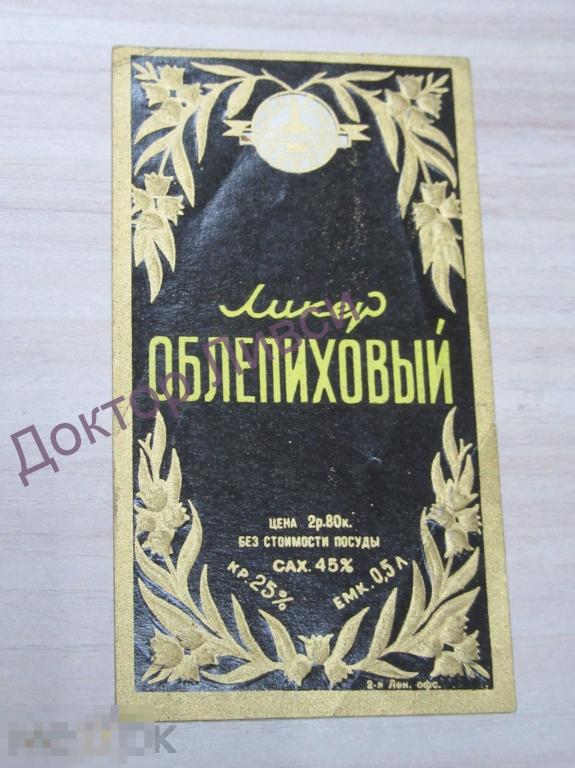 Ликер
ОБЛЕПИХОВЫЙ
ЦЕНА 2р.80к.
БЕЗ СТОИМОСТИ ПОСУДЫ
САХ. 45%
КР. 25%
ЕМК. 0,5 Л
2-я Лен. офс.
Доктор Ливси
мешок